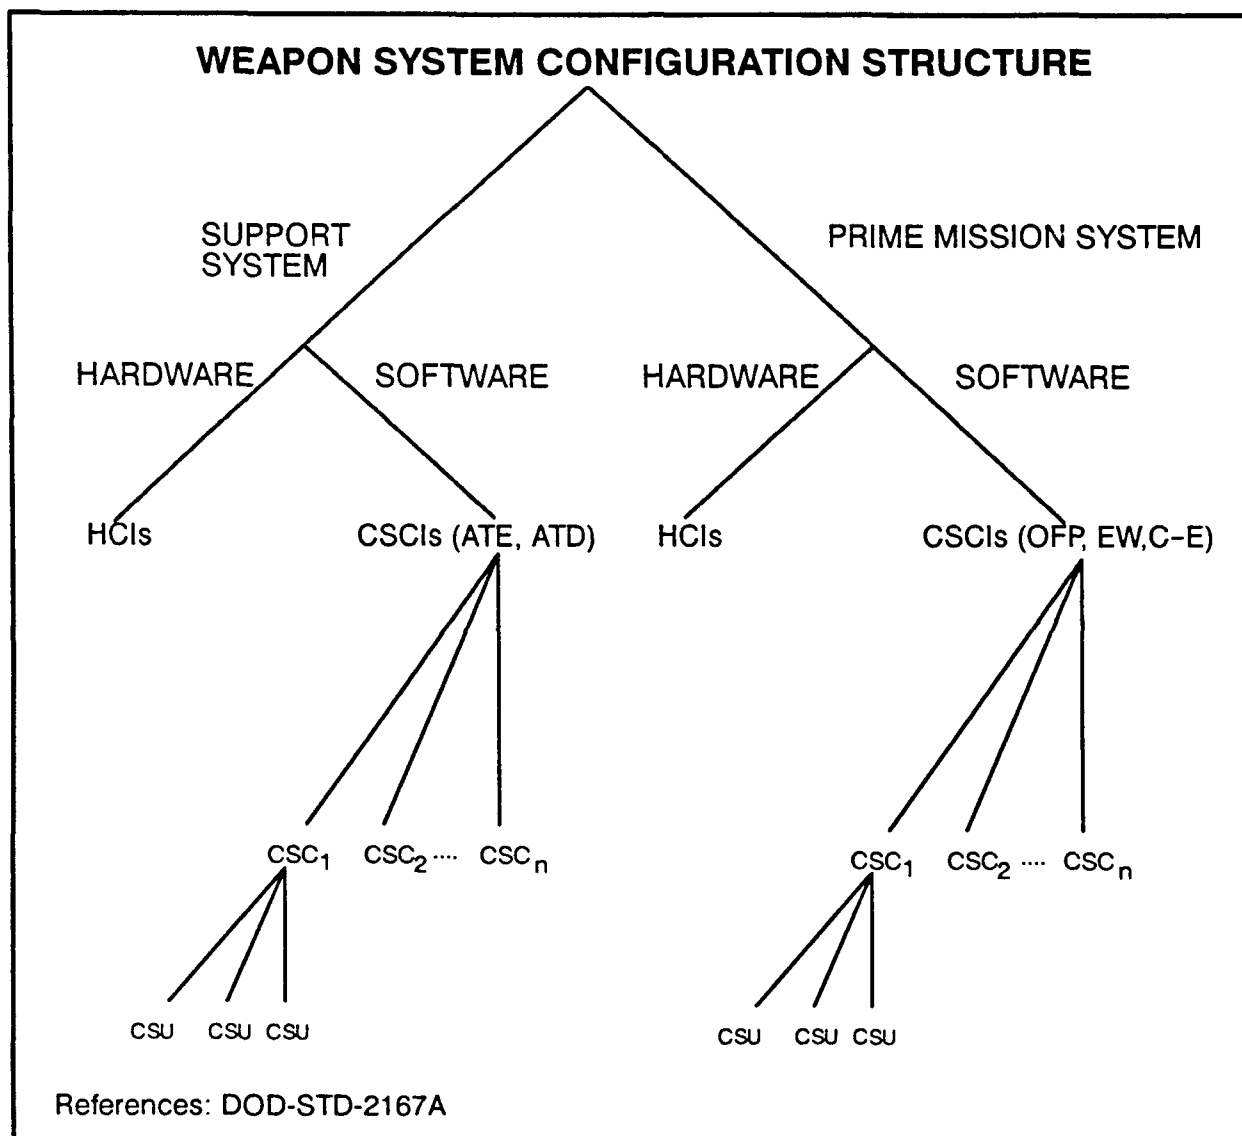 WEAPON SYSTEM CONFIGURATION STRUCTURE
SUPPORT
SYSTEM
PRIME MISSION SYSTEM
HARDWARE
SOFTWARE
HARDWARE
SOFTWARE
HCIs
CSCIs (ATE, ATD)
HCIs
CSCIs (OFP, EW,C-E)
CSC1
CSC2 ....
CSCn
CSC1
CSC2 ....
CSCn
CSU
CSU
CSU
CSU
CSU
CSU
References: DOD-STD-2167A